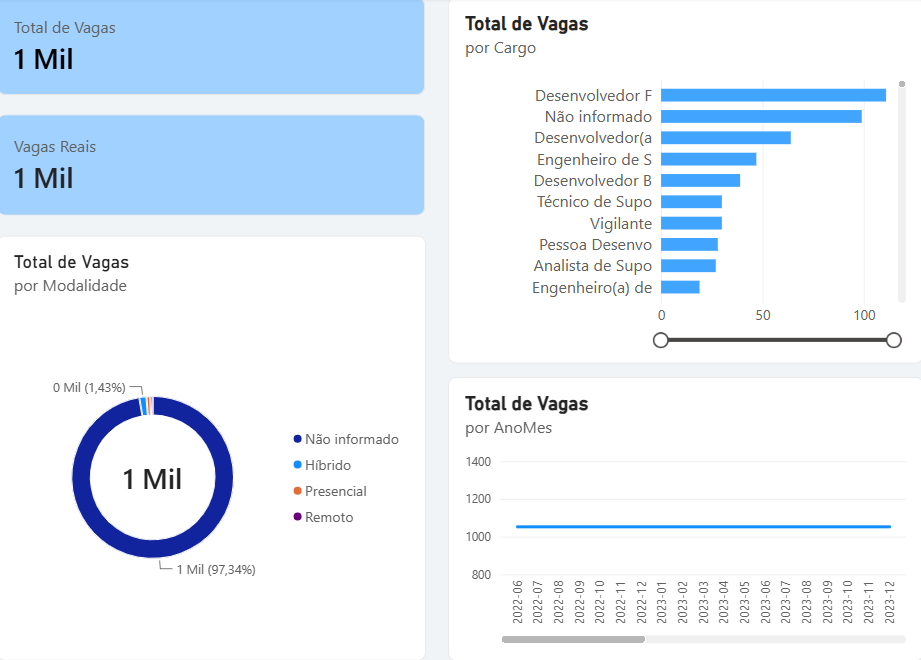 Total de Vagas
1 Mil
Vagas Reais
1 Mil
Total de Vagas
por Modalidade
0 Mil (1,43%)
1 Mil
1 Mil (97,34%)
Não informado
Híbrido
Presencial
Remoto
Total de Vagas
por Cargo
Desenvolvedor F
Não informado
Desenvolvedor(a
Engenheiro de S
Desenvolvedor B
Técnico de Supo
Vigilante
Pessoa Desenvo
Analista de Supo
Engenheiro(a) de
0 50 100
Total de Vagas
por AnoMes
1400
1200
1000
800
2022-06
2022-07
2022-08
2022-09
2022-10
2022-11
2022-12
2023-01
2023-02
2023-03
2023-04
2023-05
2023-06
2023-07
2023-08
2023-09
2023-10
2023-11
2023-12